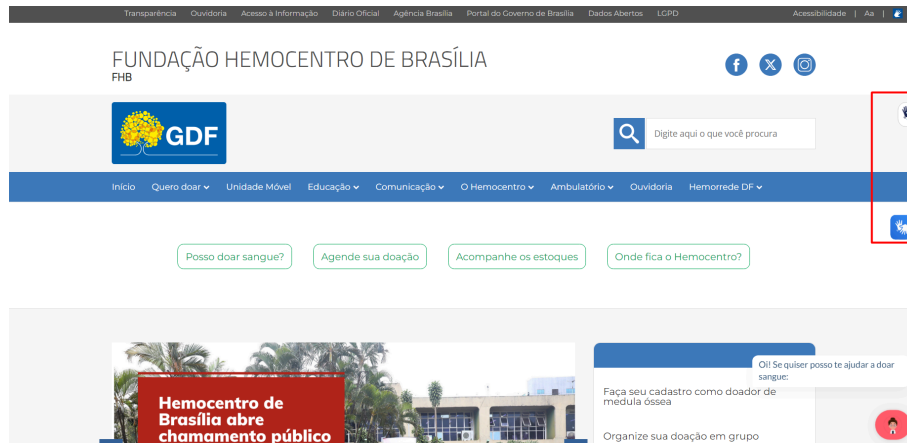 Transparência Ouvidoria Acesso à Informação Diário Oficial Agência Brasília Portal do Governo de Brasília Dados Abertos LGPD Acessibilidade | Aa |
FUNDAÇÃO HEMOCENTRO DE BRASÍLIA
FHB
GDF
Digite aqui o que você procura
Início Quero doar Unidade Móvel Educação Comunicação O Hemocentro Ambulatório Ouvidoria Hemorrede DF
Posso doar sangue? Agende sua doação Acompanhe os estoques Onde fica o Hemocentro?
Hemocentro de
Brasília abre
chamamento público
Oi! Se quiser posso te ajudar a doar
sangue:
Faça seu cadastro como doador de
medula óssea
Organize sua doação em grupo